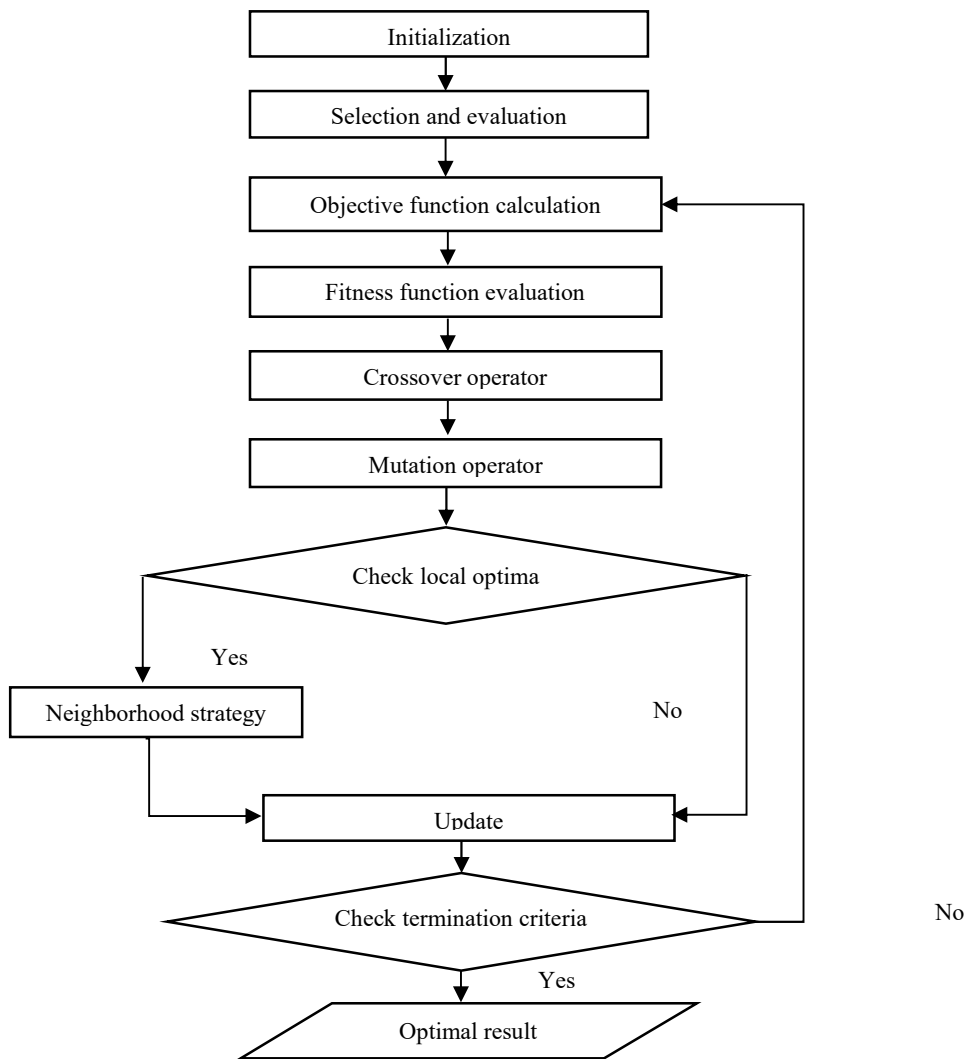 Initialization
Selection and evaluation
Objective function calculation
Fitness function evaluation
Crossover operator
Mutation operator
Check local optima
Yes
Neighborhood strategy
No
Update
Check termination criteria
No
Yes
Optimal result